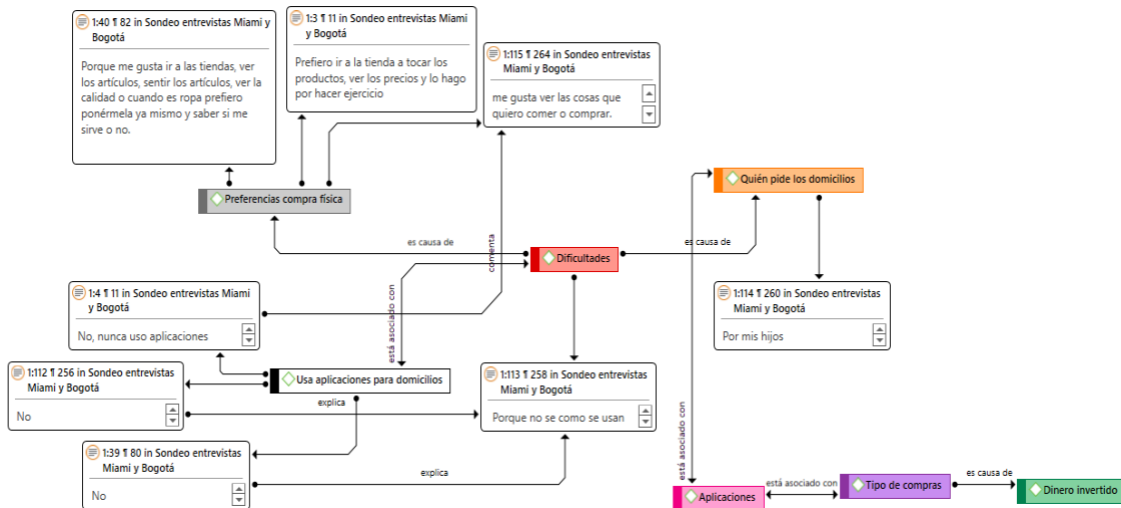 1:40 ¶ 82 in Sondeo entrevistas Miami y
Bogotá
Porque me gusta ir a las tiendas, ver
los artículos, sentir los artículos, ver la
calidad o cuando es ropa prefiero
ponérmela ya mismo y saber si me
sirve o no.
1:3 ¶ 11 in Sondeo entrevistas Miami
y Bogotá
Prefiero ir a la tienda a tocar los
productos, ver los precios y lo hago
por hacer ejercicio
1:115 ¶ 264 in Sondeo entrevistas
Miami y Bogotá
me gusta ver las cosas que
quiero comer o comprar.
Preferencias compra física
Quién pide los domicilios
es causa de
comenta
Dificultades
es causa de
1:4 ¶ 11 in Sondeo entrevistas Miami
y Bogotá
No, nunca uso aplicaciones
está asociado con
1:114 ¶ 260 in Sondeo entrevistas
Miami y Bogotá
Por mis hijos
1:112 ¶ 256 in Sondeo entrevistas
Miami y Bogotá
No
Usa aplicaciones para domicilios
explica
1:113 ¶ 258 in Sondeo entrevistas
Miami y Bogotá
Porque no se como se usan
1:39 ¶ 80 in Sondeo entrevistas
Miami y Bogotá
No
explica
está asociado con
Aplicaciones
está asociado con
Tipo de compras
es causa de
Dinero invertido